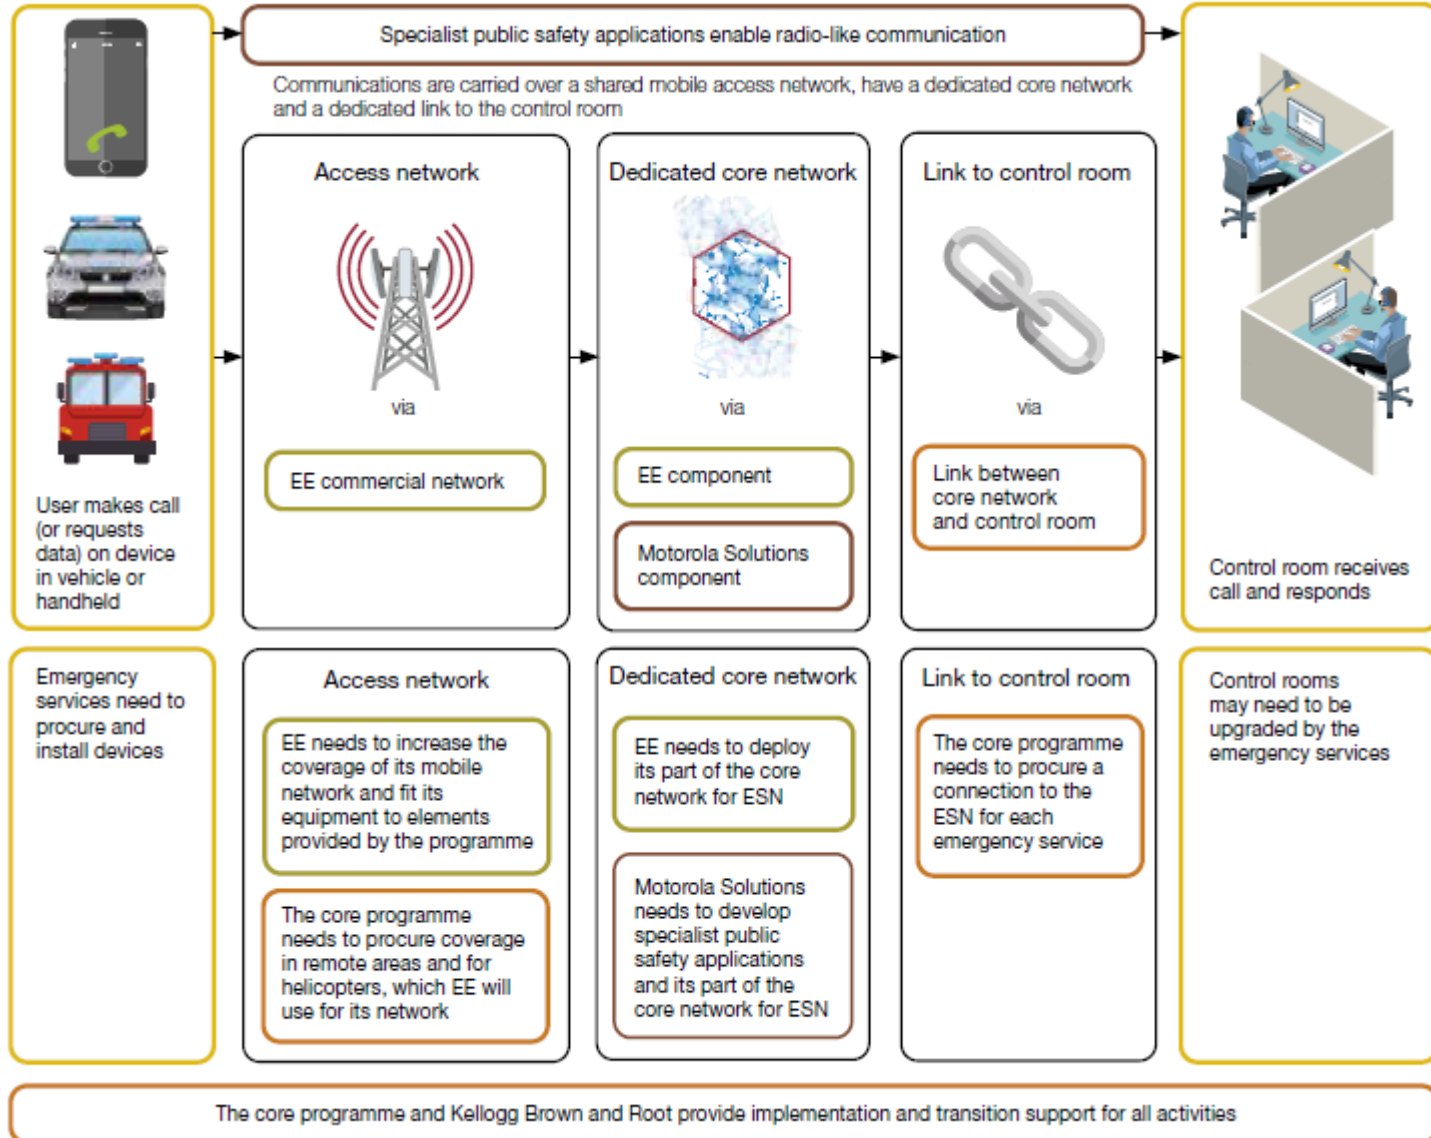 Specialist public safety applications enable radio-like communication
Communications are carried over a shared mobile access network, have a dedicated core network
and a dedicated link to the control room
User makes call
(or requests
data) on device
in vehicle or
handheld
Access network
via
EE commercial network
Dedicated core network
via
EE component
Motorola Solutions
component
Link to control room
via
Link between
core network
and control room
Control room receives
call and responds
Emergency
services need to
procure and
install devices
Access network
EE needs to increase the
coverage of its mobile
network and fit its
equipment to elements
provided by the programme
The core programme
needs to procure coverage
in remote areas and for
helicopters, which EE will
use for its network
Dedicated core network
EE needs to deploy
its part of the core
network for ESN
Motorola Solutions
needs to develop
specialist public
safety applications
and its part of the
core network for ESN
Link to control room
The core programme
needs to procure a
connection to the
ESN for each
emergency service
Control rooms
may need to be
upgraded by the
emergency services
The core programme and Kellogg Brown and Root provide implementation and transition support for all activities